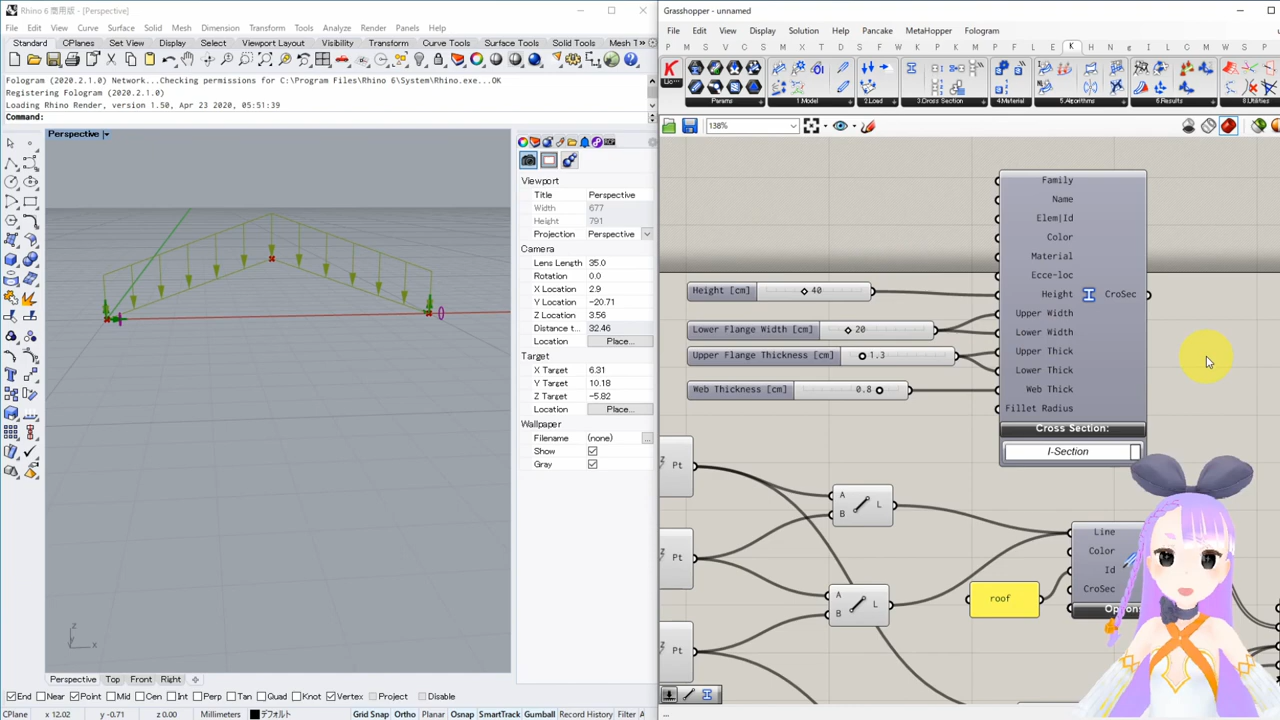 Rhino 6 商用版 - [Perspective]
File Edit View Curve Surface Solid Mesh Dimension Transform Tools Analyze Render Panels Help
Standard CPlanes Set View Display Select Viewport Layout Visibility Transform Curve Tools Surface Tools Solid Tools Mesh T
Fologram (2020.2.1.0) Network...Checking permissions for C:\Program Files\Rhino 6\System\Rhino.exe...OK
Registering Fologram (2020.2.1.0)
Loading Rhino Render, version 1.50, Apr 23 2020, 05:51:39
Command:
Perspective
z
x
Viewport
Title Perspective
Width 677
Height 791
Projection Perspective
Camera
Lens Length 35.0
Rotation 0.0
X Location 2.9
Y Location -20.71
Z Location 3.56
Distance t... 32.46
Location Place...
Target
X Target 6.31
Y Target 10.18
Z Target -5.82
Location Place...
Wallpaper
Filename (none) ...
Show
Gray
Perspective Top Front Right
End Near Point Mid Cen Int Perp Tan Quad Knot Vertex Project Disable
CPlane x 12.02 y -0.71 z 0.00 Millimeters デフォルト Grid Snap Ortho Planar Osnap SmartTrack Gumball Record History Filter
Grasshopper - unnamed
File Edit View Display Solution Help Pancake MetaHopper Fologram
Params 1.Model 2.Load 3.Cross Section 4.Material 5.Algorithms 6.Results 8.Utilities
138%
Family
Name
Elem|Id
Color
Material
Ecce-loc
Height CroSec
Upper Width
Lower Width
Upper Thick
Lower Thick
Web Thick
Fillet Radius
Cross Section:
I-Section
Height [cm] 40
Lower Flange Width [cm] 20
Upper Flange Thickness [cm] 1.3
Web Thickness [cm] 0.8
Z Pt
A
B
L
Z Pt
A
B
L
Z Pt
roof
Line
Color
Id
CroSec
...